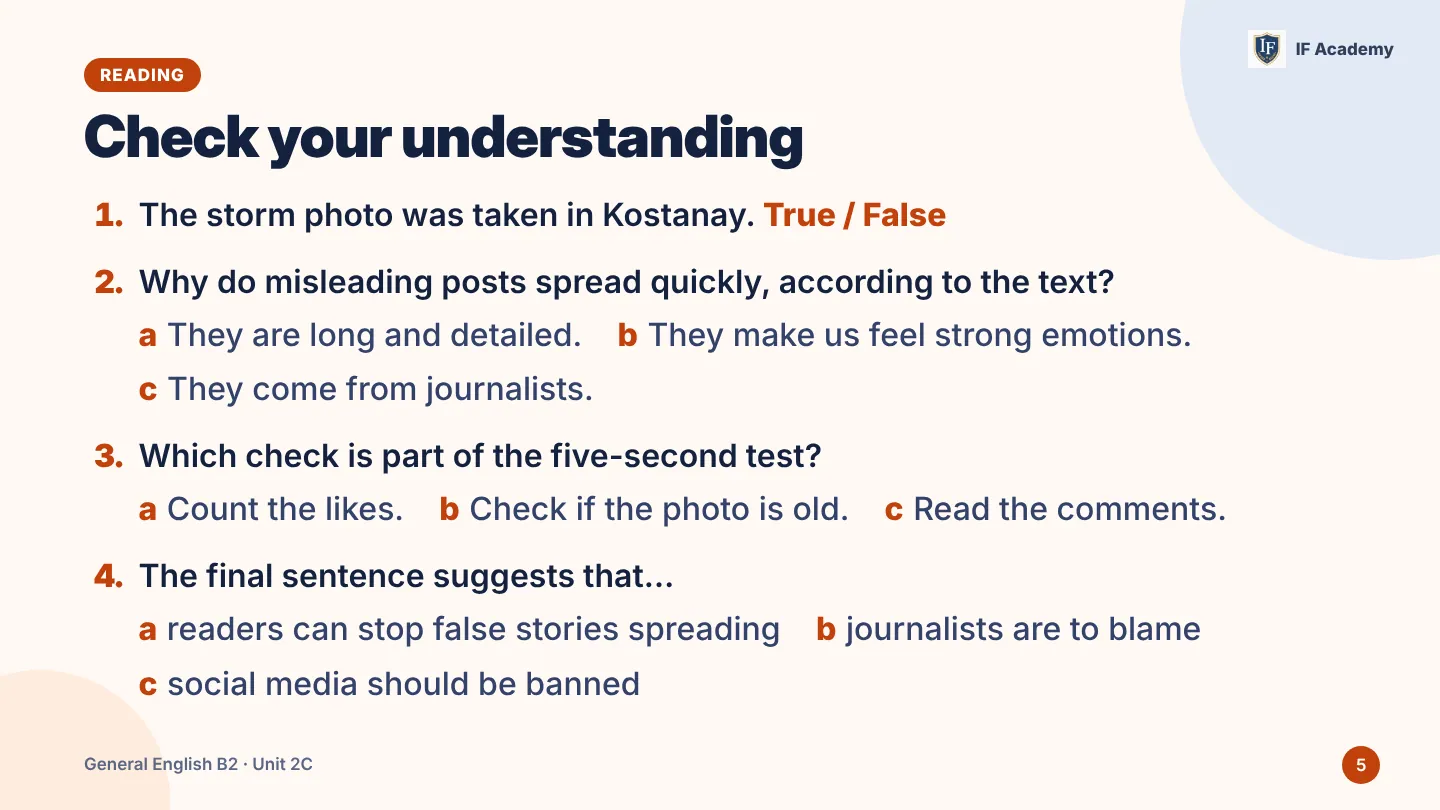 IF
IF Academy
READING
Check your understanding
1. The storm photo was taken in Kostanay. True / False
2. Why do misleading posts spread quickly, according to the text?
a They are long and detailed. b They make us feel strong emotions.
c They come from journalists.
3. Which check is part of the five-second test?
a Count the likes. b Check if the photo is old. c Read the comments.
4. The final sentence suggests that...
a readers can stop false stories spreading b journalists are to blame
c social media should be banned
General English B2 · Unit 2C
5